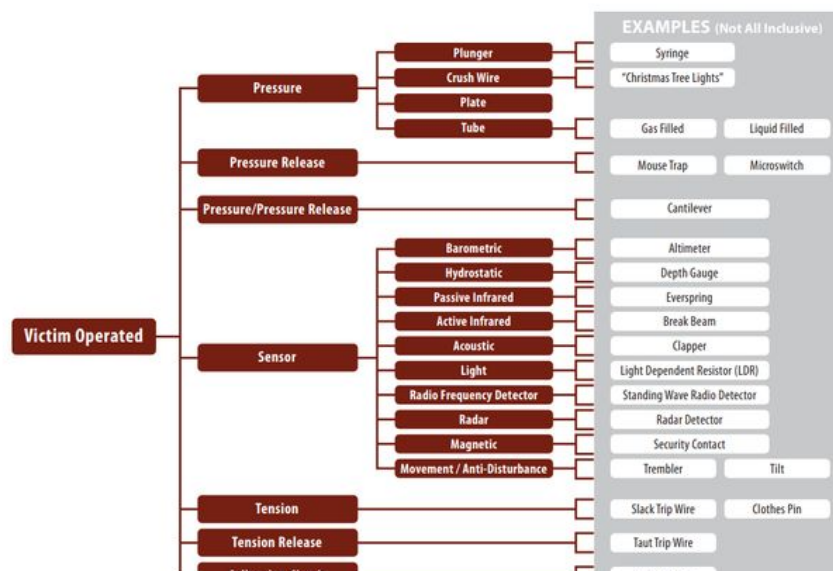 EXAMPLES (Not All Inclusive)
Plunger
Syringe
Pressure
Crush Wire
"Christmas Tree Lights"
Plate
Tube
Gas Filled
Liquid Filled
Pressure Release
Mouse Trap
Microswitch
Pressure/Pressure Release
Cantilever
Barometric
Altimeter
Hydrostatic
Depth Gauge
Passive Infrared
Everspring
Victim Operated
Active Infrared
Break Beam
Sensor
Acoustic
Clapper
Light
Light Dependent Resistor (LDR)
Radio Frequency Detector
Standing Wave Radio Detector
Radar
Radar Detector
Magnetic
Security Contact
Movement / Anti-Disturbance
Trembler
Tilt
Tension
Slack Trip Wire
Clothes Pin
Tension Release
Taut Trip Wire